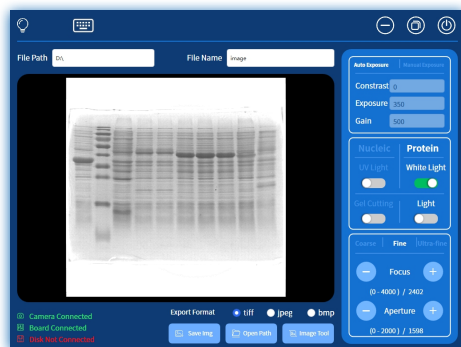 File Path D:\ File Name image
Auto Exposure Manual Exposure
Constrast 0
Exposure 350
Gain 500
Nucleic Protein
UV Light White Light
Gel Cutting Light
Coarse Fine Ultra-fine
− Focus +
(0 - 4000) / 2402
− Aperture +
(0 - 2000) / 1598
Camera Connected
Board Connected
Disk Not Connected
Export Format tiff jpeg bmp
Save Img Open Path Image Tool